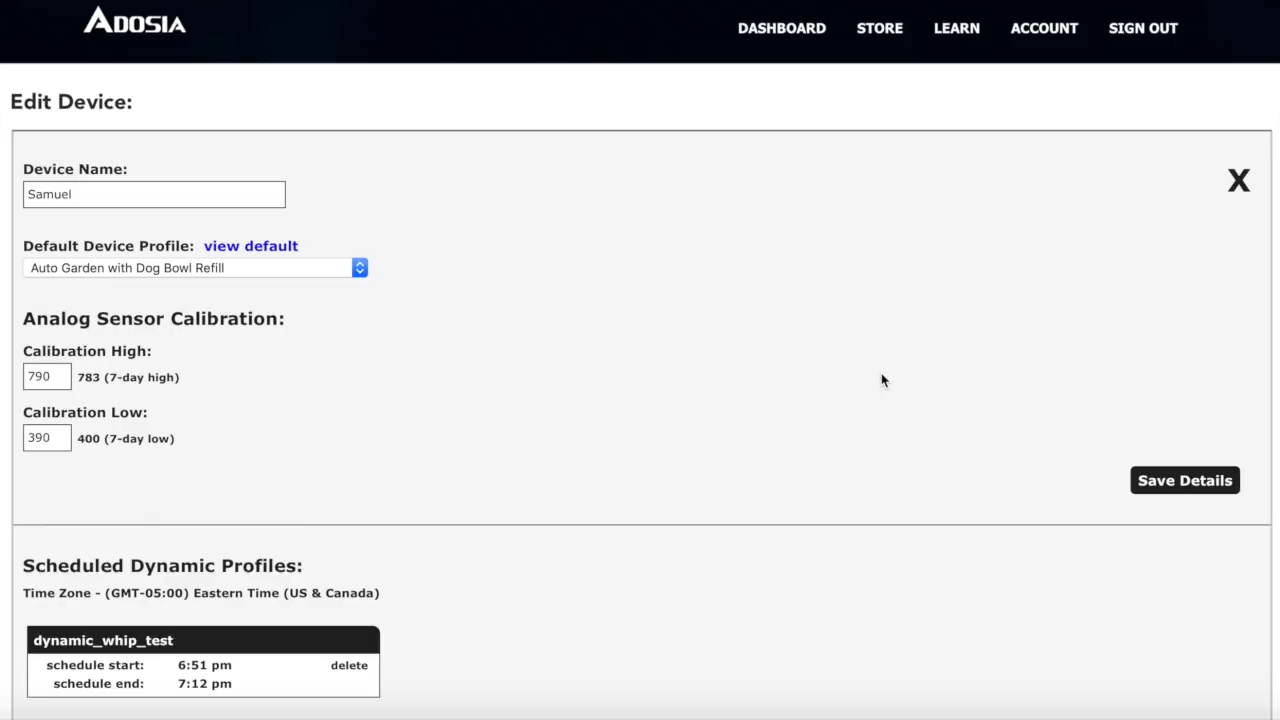 ADOSIA
DASHBOARD STORE LEARN ACCOUNT SIGN OUT
Edit Device:
Device Name:
X
Samuel
Default Device Profile: view default
Auto Garden with Dog Bowl Refill
Analog Sensor Calibration:
Calibration High:
790 783 (7-day high)
Calibration Low:
390 400 (7-day low)
Save Details
Scheduled Dynamic Profiles:
Time Zone - (GMT-05:00) Eastern Time (US & Canada)
dynamic_whip_test
schedule start: 6:51 pm delete
schedule end: 7:12 pm